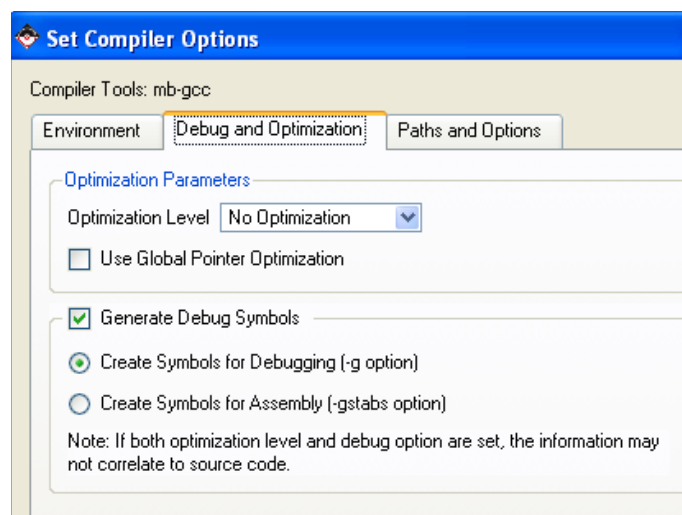 Set Compiler Options
Compiler Tools: mb-gcc
Environment Debug and Optimization Paths and Options
Optimization Parameters
Optimization Level No Optimization
Use Global Pointer Optimization
Generate Debug Symbols
Create Symbols for Debugging (-g option)
Create Symbols for Assembly (-gstabs option)
Note: If both optimization level and debug option are set, the information may
not correlate to source code.